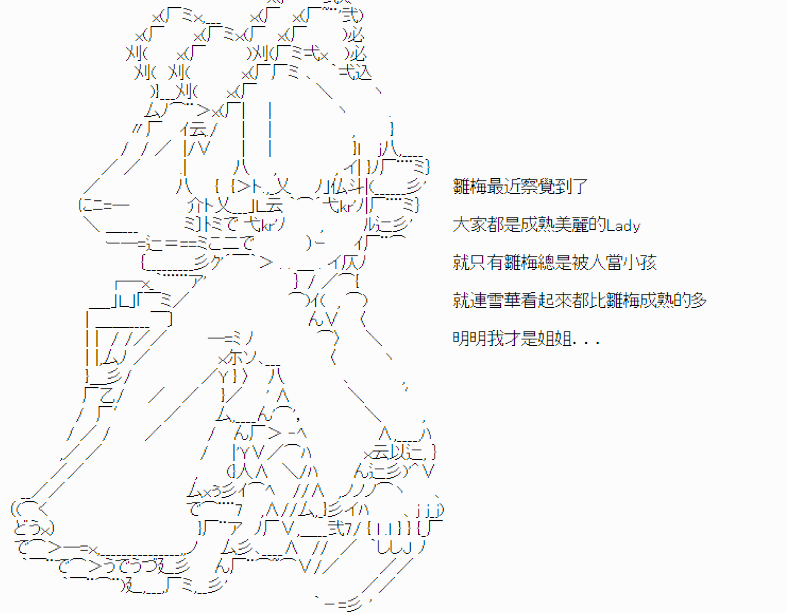 雛梅最近察覺到了
大家都是成熟美麗的Lady
就只有雛梅總是被人當小孩
就連雪華看起來都比雛梅成熟的多
明明我才是姐姐...